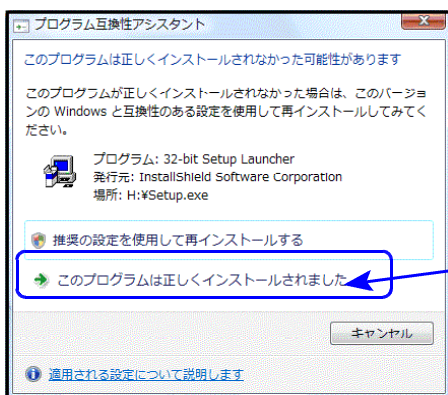 プログラム互換性アシスタント
このプログラムは正しくインストールされなかった可能性があります
このプログラムが正しくインストールされなかった場合は、このバージョ
ンの Windows と互換性のある設定を使用して再インストールしてみてく
ださい。
プログラム: 32-bit Setup Launcher
発行元: InstallShield Software Corporation
場所: H:¥Setup.exe
推奨の設定を使用して再インストールする
このプログラムは正しくインストールされました
キャンセル
適用される設定について説明します